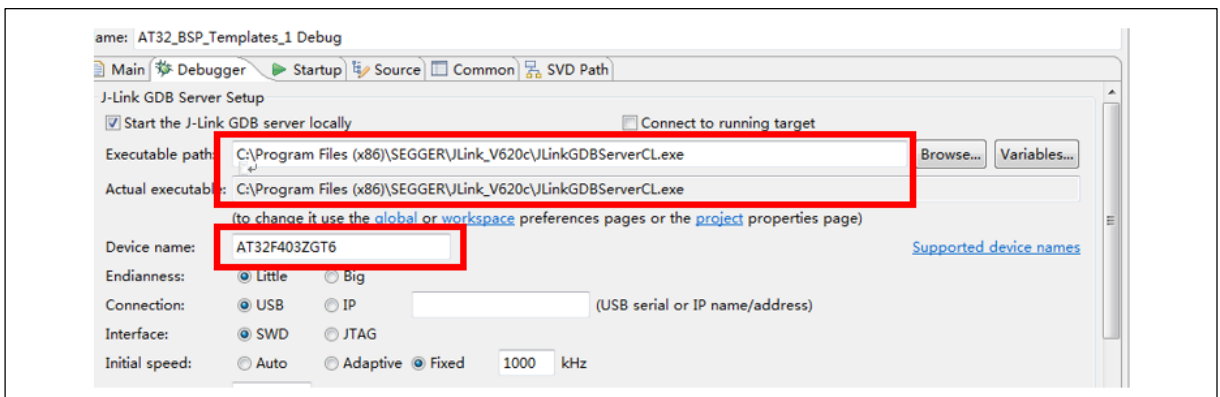 ame: AT32_BSP_Templates_1 Debug
Main Debugger Startup Source Common SVD Path
J-Link GDB Server Setup
Start the J-Link GDB server locally Connect to running target
Executable path: C:\Program Files (x86)\SEGGER\JLink_V620c\JLinkGDBServerCL.exe Browse... Variables...
Actual executable: C:\Program Files (x86)\SEGGER\JLink_V620c\JLinkGDBServerCL.exe
(to change it use the global or workspace preferences pages or the project properties page)
Device name: AT32F403ZGT6 Supported device names
Endianness: Little Big
Connection: USB IP (USB serial or IP name/address)
Interface: SWD JTAG
Initial speed: Auto Adaptive Fixed 1000 kHz